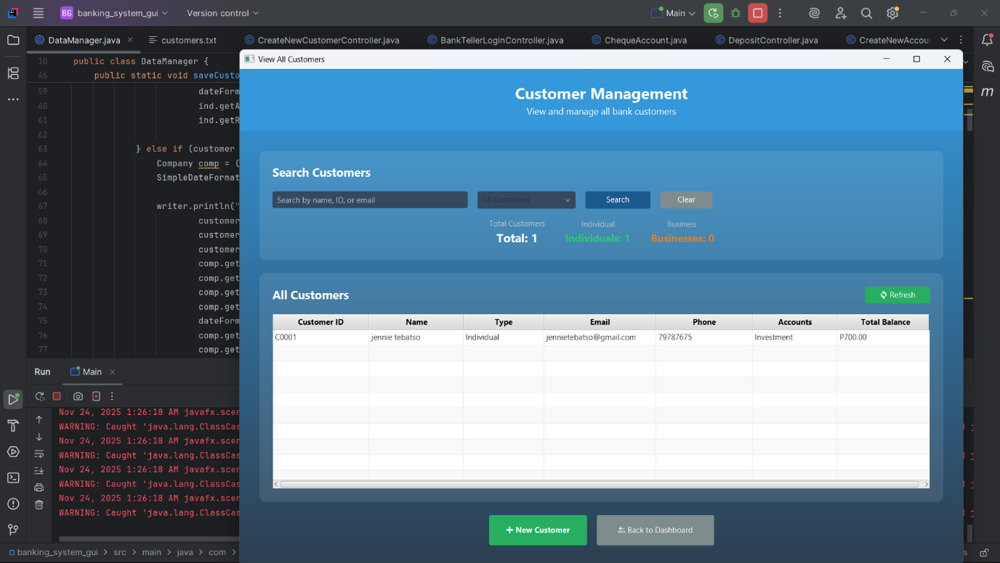 BG banking_system_gui Version control Main
DataManager.java customers.txt CreateNewCustomerController.java BankTellerLoginController.java ChequeAccount.java DepositController.java CreateNewAccou
10 public class DataManager {
46 public static void saveCusto
59 dateForm
60 ind.getA
61 ind.getR
62
63 } else if (customer
64 Company comp = (
65 SimpleDateFormat
66
67 writer.println("
68 customer
69 customer
70 customer
71 comp.get
72 comp.get
73 comp.get
74 comp.get
75 dateForm
76 comp.get
77 comp.get
View All Customers
Customer Management
View and manage all bank customers
Search Customers
Search by name, ID, or email All Customers Search Clear
Total Customers Individual Business
Total: 1 Individuals: 1 Businesses: 0
All Customers Refresh
Customer ID Name Type Email Phone Accounts Total Balance
C0001 jennie tebatso Individual jennietebatso@gmail.com 79787675 Investment P700.00
+ New Customer Back to Dashboard
Run Main
Nov 24, 2025 1:26:18 AM javafx.scen
WARNING: Caught 'java.lang.ClassCas
Nov 24, 2025 1:26:18 AM javafx.scen
WARNING: Caught 'java.lang.ClassCas
Nov 24, 2025 1:26:18 AM javafx.scen
WARNING: Caught 'java.lang.ClassCas
Nov 24, 2025 1:26:18 AM javafx.scen
WARNING: Caught 'java.lang.ClassCas
banking_system_gui > src > main > java > com >